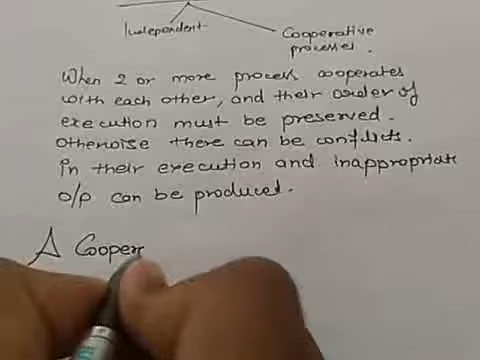 Independent
Cooperative
processes.
When 2 or more process cooperates
with each other, and their order of
execution must be preserved.
otherwise there can be conflicts.
in their execution and inappropriate
o/p can be produced.
A Cooper